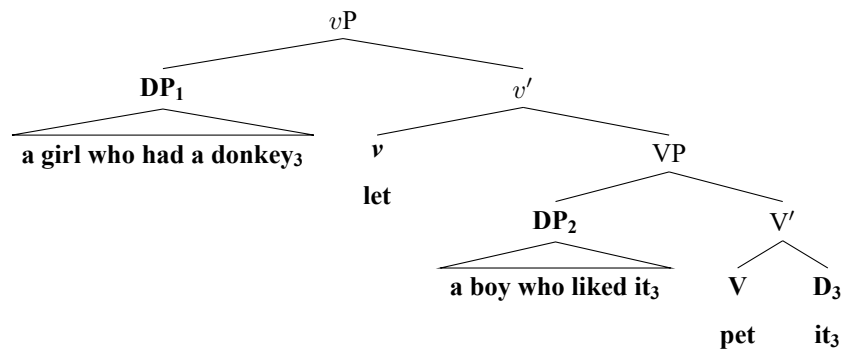 vP
DP₁ v′
a girl who had a donkey₃ v VP
let DP₂ V′
a boy who liked it₃ V D₃
pet it₃